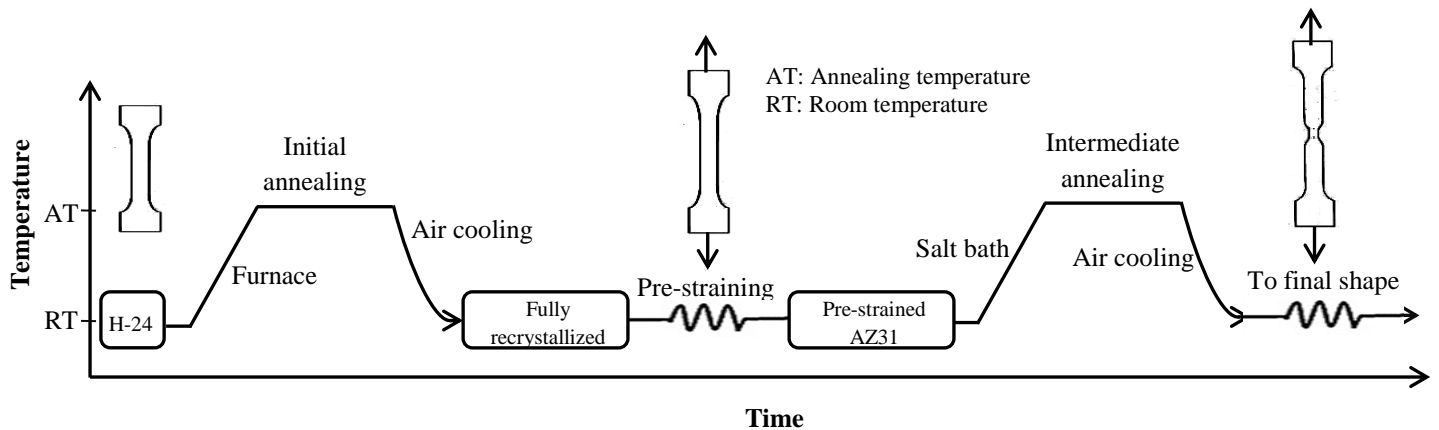 AT: Annealing temperature
RT: Room temperature
Initial
annealing
Intermediate
annealing
Temperature
AT
Air cooling
Furnace
Salt bath
Air cooling
Pre-straining
To final shape
RT
H-24
Fully
recrystallized
Pre-strained
AZ31
Time